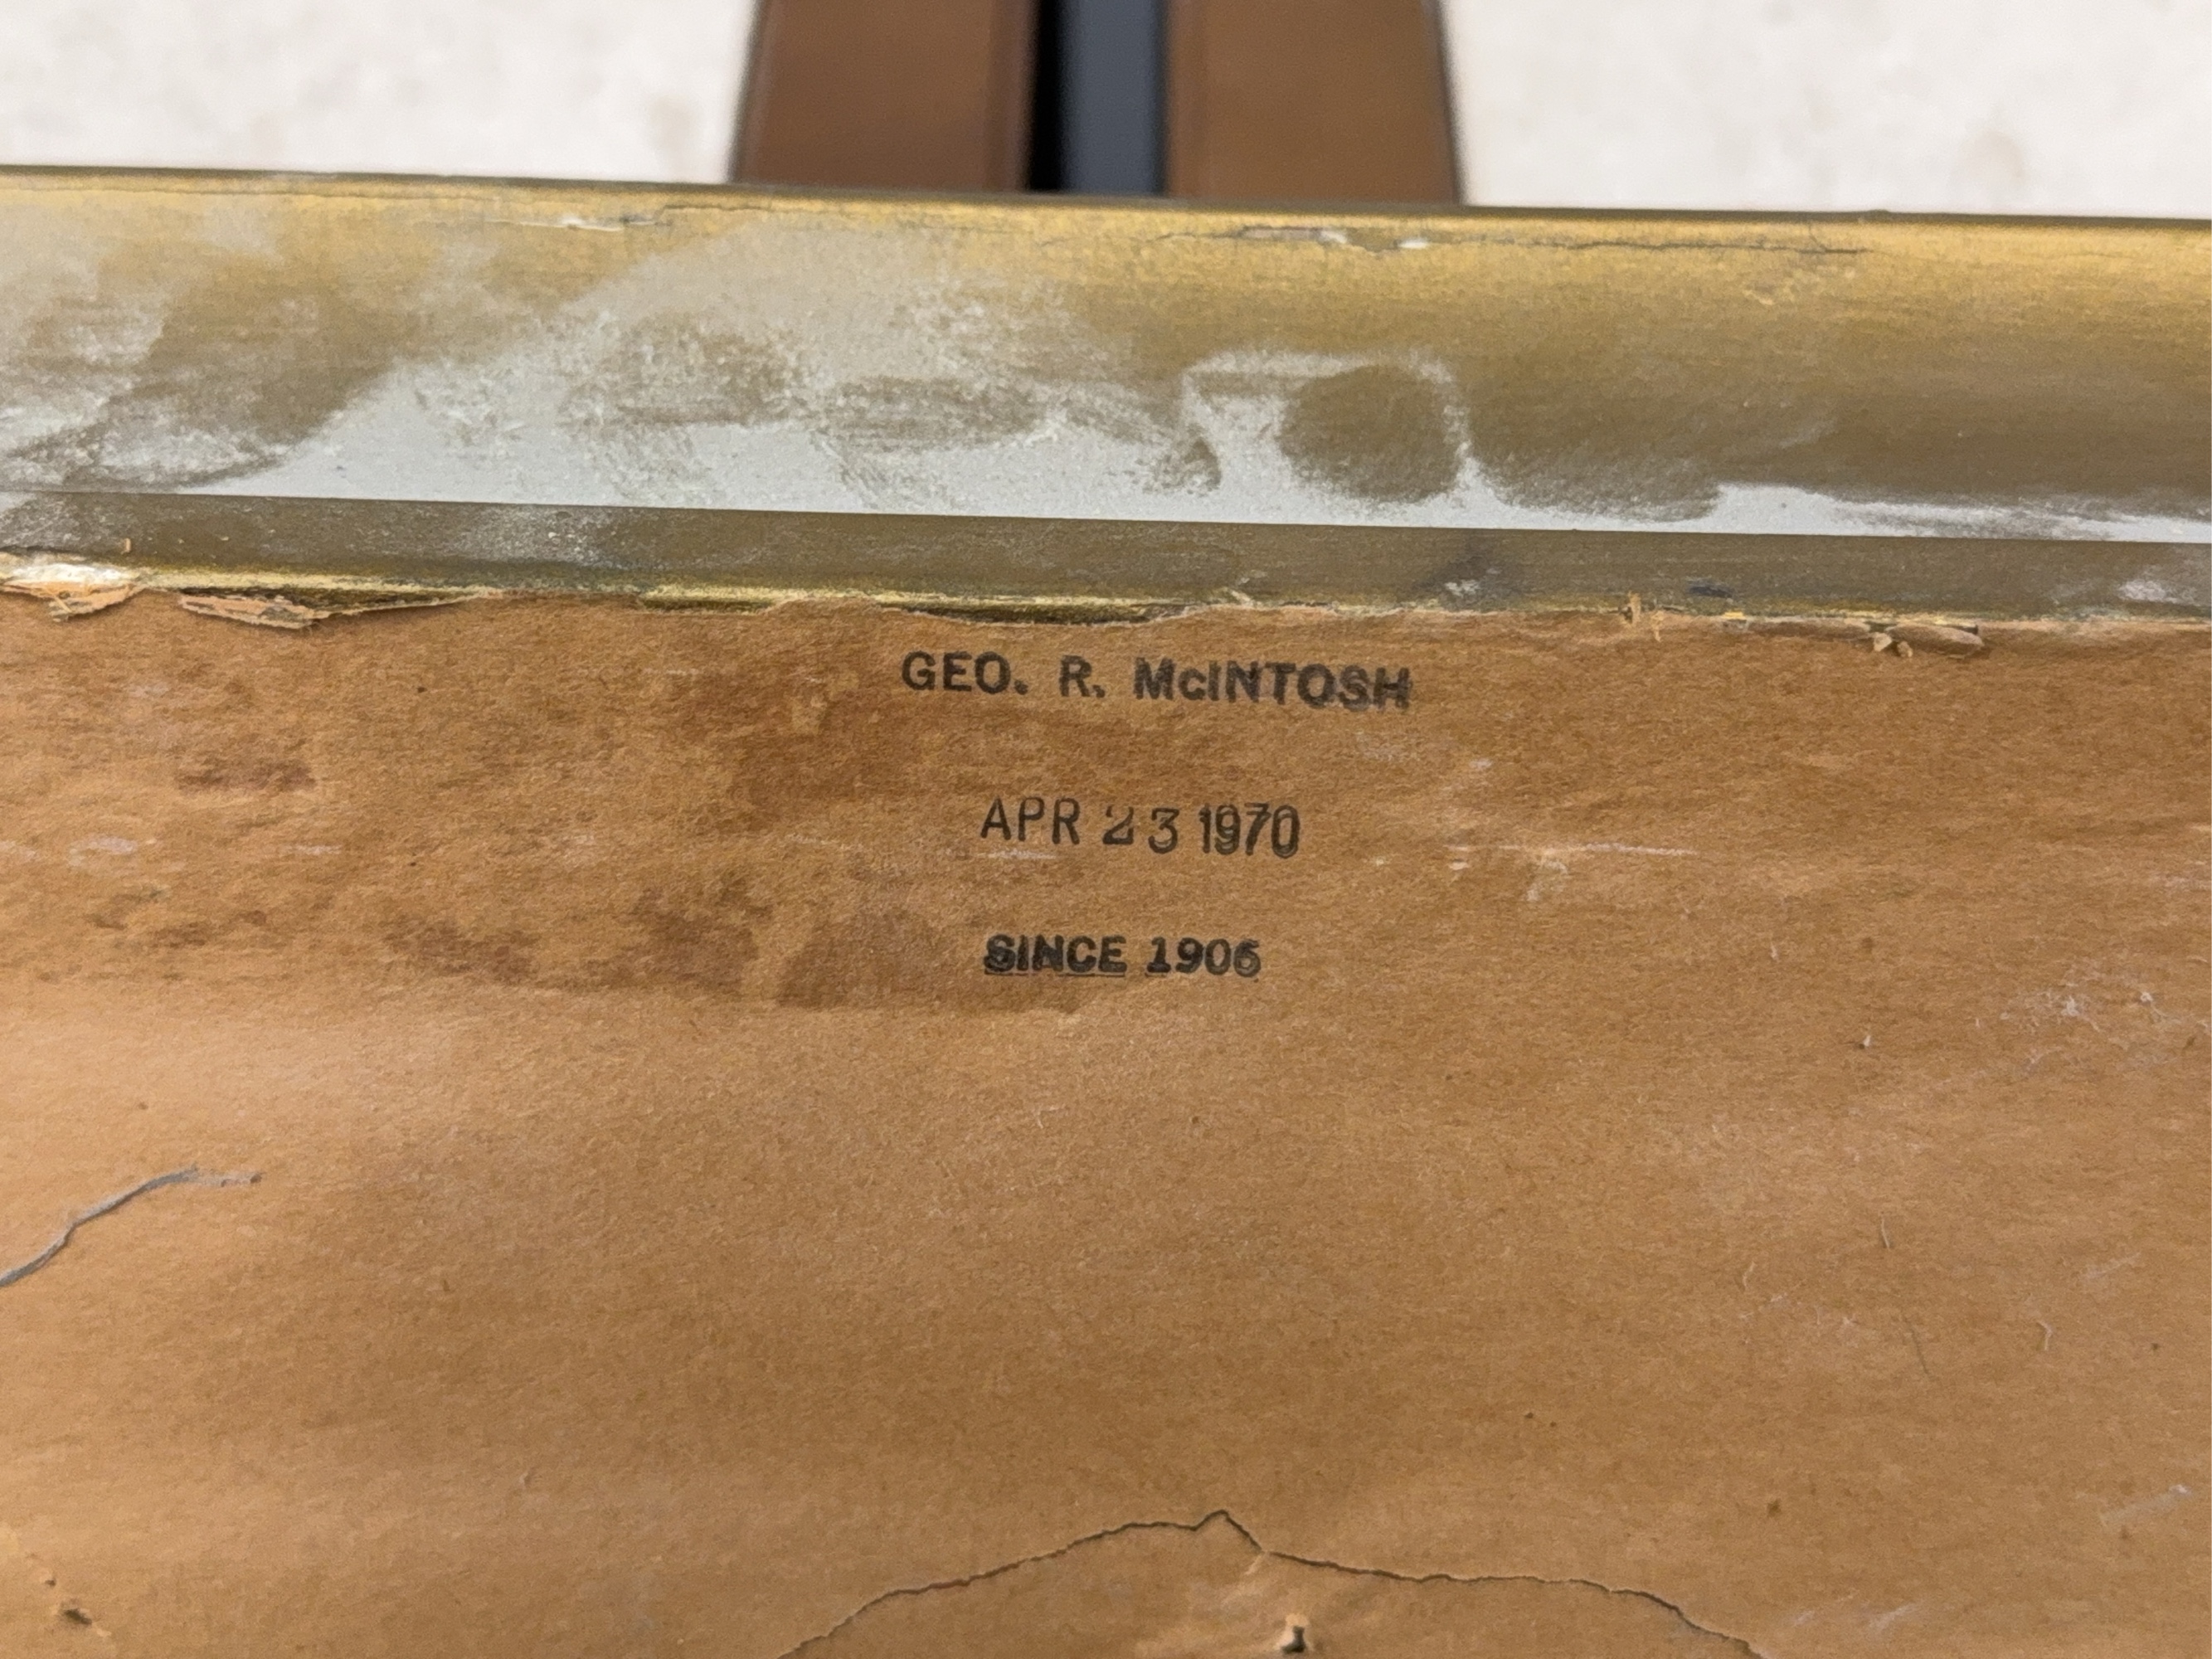 GEO. R. McINTOSH
APR 23 1970
SINCE 1906